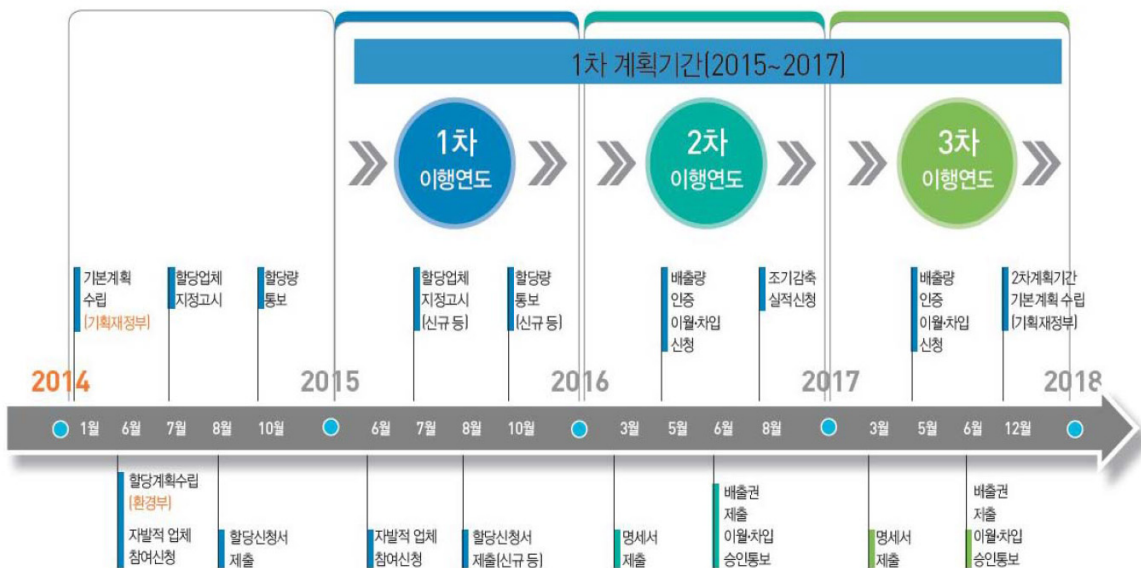 1차 계획기간(2015~2017)
1차
이행연도
2차
이행연도
3차
이행연도
기본계획
수립
(기획재정부)
할당업체
지정고시
할당량
통보
할당업체
지정고시
(신규 등)
할당량
통보
(신규 등)
배출량
인증
이월·차입
신청
조기감축
실적신청
배출량
인증
이월·차입
신청
2차계획기간
기본계획 수립
(기획재정부)
2014
2015
2016
2017
2018
1월 6월 7월 8월 10월 6월 7월 8월 10월 3월 5월 6월 8월 3월 5월 6월 12월
할당계획수립
(환경부)
자발적 업체
참여신청
할당신청서
제출
자발적 업체
참여신청
할당신청서
제출(신규 등)
명세서
제출
배출권
제출
이월·차입
승인통보
명세서
제출
배출권
제출
이월·차입
승인통보